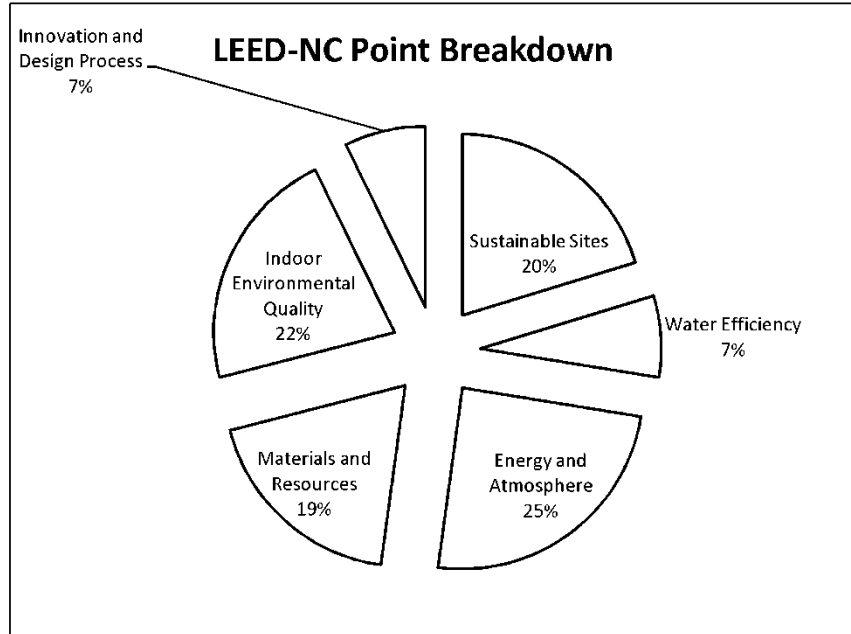 LEED-NC Point Breakdown
Innovation and
Design Process
7%
Sustainable Sites
20%
Water Efficiency
7%
Energy and
Atmosphere
25%
Materials and
Resources
19%
Indoor
Environmental
Quality
22%